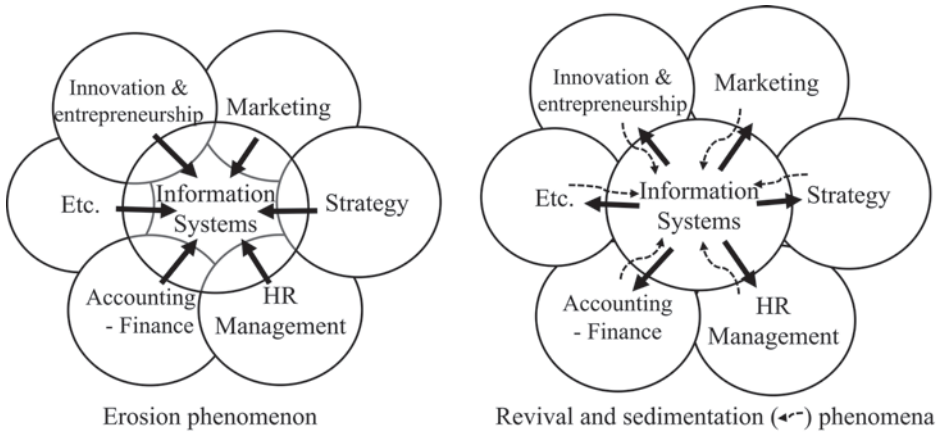 Innovation &
entrepreneurship
Marketing
Etc.
Information
Systems
Strategy
Accounting
- Finance
HR
Management
Erosion phenomenon
Innovation &
entrepreneurship
Marketing
Etc.
Information
Systems
Strategy
Accounting
- Finance
HR
Management
Revival and sedimentation ( ) phenomena